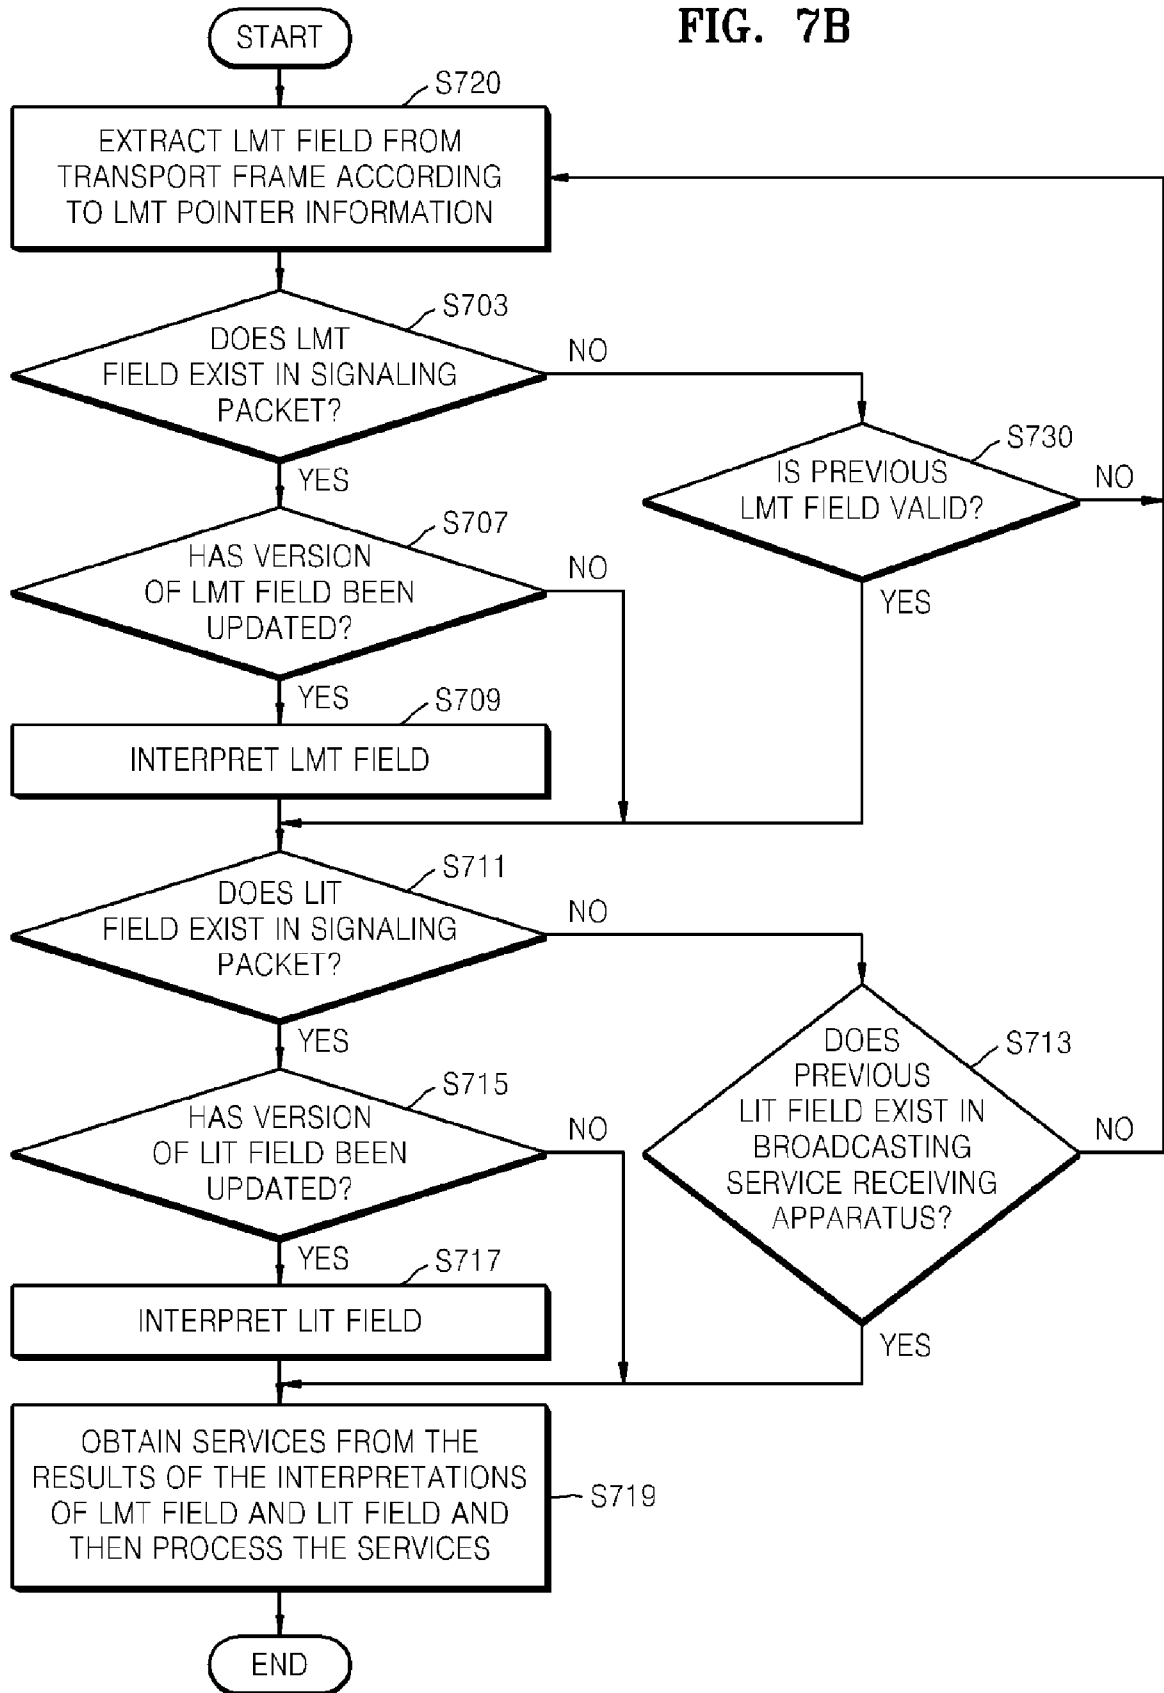 FIG. 7B
START
S720
EXTRACT LMT FIELD FROM
TRANSPORT FRAME ACCORDING
TO LMT POINTER INFORMATION
S703
DOES LMT
FIELD EXIST IN SIGNALING
PACKET?
NO
YES
S730
IS PREVIOUS
LMT FIELD VALID?
NO
YES
S707
HAS VERSION
OF LMT FIELD BEEN
UPDATED?
NO
YES
S709
INTERPRET LMT FIELD
S711
DOES LIT
FIELD EXIST IN SIGNALING
PACKET?
NO
YES
S713
DOES
PREVIOUS
LIT FIELD EXIST IN
BROADCASTING
SERVICE RECEIVING
APPARATUS?
NO
YES
S715
HAS VERSION
OF LIT FIELD BEEN
UPDATED?
NO
YES
S717
INTERPRET LIT FIELD
OBTAIN SERVICES FROM THE
RESULTS OF THE INTERPRETATIONS
OF LMT FIELD AND LIT FIELD AND
THEN PROCESS THE SERVICES
S719
END